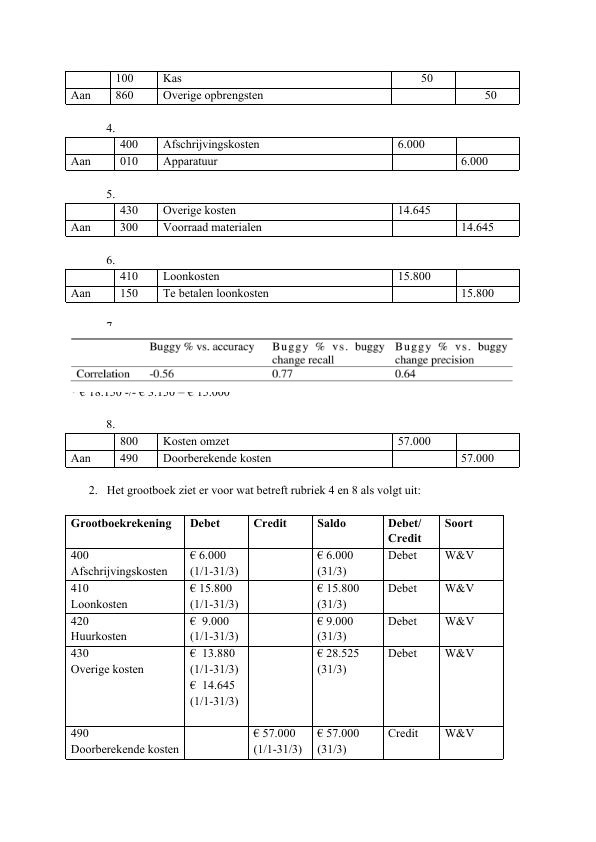 100 Kas 50
Aan 860 Overige opbrengsten 50
4.
400 Afschrijvingskosten 6.000
Aan 010 Apparatuur 6.000
5.
430 Overige kosten 14.645
Aan 300 Voorraad materialen 14.645
6.
410 Loonkosten 15.800
Aan 150 Te betalen loonkosten 15.800
Buggy % vs. accuracy Buggy % vs. buggy Buggy % vs. buggy
change recall change precision
Correlation -0.56 0.77 0.64
8.
800 Kosten omzet 57.000
Aan 490 Doorberekende kosten 57.000
2. Het grootboek ziet er voor wat betreft rubriek 4 en 8 als volgt uit:
Grootboekrekening Debet Credit Saldo Debet/ Soort
Credit
400 € 6.000 € 6.000 Debet W&V
Afschrijvingskosten (1/1-31/3) (31/3)
410 € 15.800 € 15.800 Debet W&V
Loonkosten (1/1-31/3) (31/3)
420 € 9.000 € 9.000 Debet W&V
Huurkosten (1/1-31/3) (31/3)
430 € 13.880 € 28.525 Debet W&V
Overige kosten (1/1-31/3) (31/3)
€ 14.645
(1/1-31/3)
490 € 57.000 € 57.000 Credit W&V
Doorberekende kosten (1/1-31/3) (31/3)